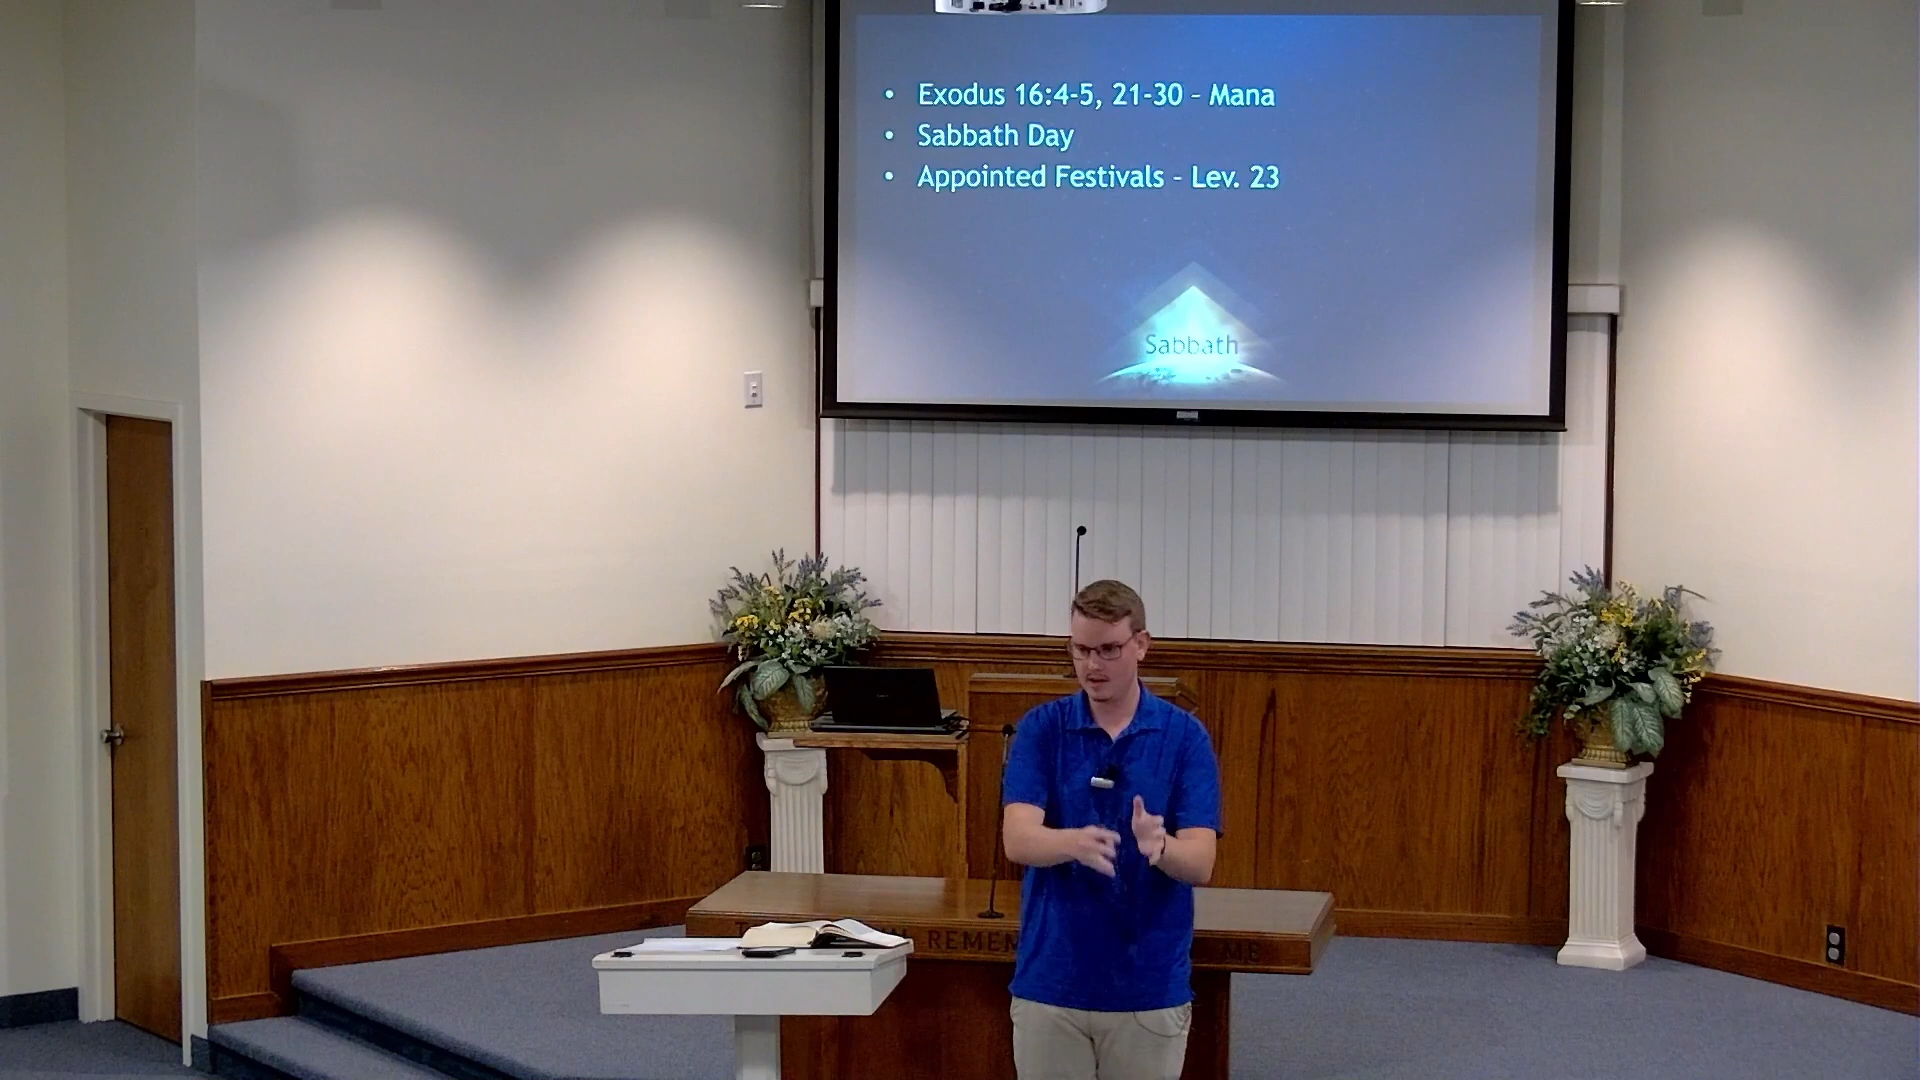 • Exodus 16:4-5, 21-30 – Mana
• Sabbath Day
• Appointed Festivals – Lev. 23
Sabbath
REMEM
ME